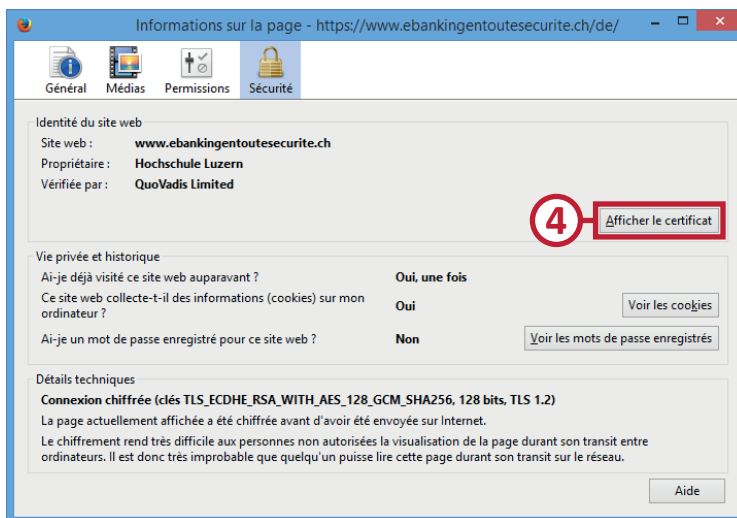 Informations sur la page - https://www.ebankingentoutesecurite.ch/de/
Général Médias Permissions Sécurité
Identité du site web
Site web : www.ebankingentoutesecurite.ch
Propriétaire : Hochschule Luzern
Vérifiée par : QuoVadis Limited
4 Afficher le certificat
Vie privée et historique
Ai-je déjà visité ce site web auparavant ? Oui, une fois
Ce site web collecte-t-il des informations (cookies) sur mon
ordinateur ? Oui Voir les cookies
Ai-je un mot de passe enregistré pour ce site web ? Non Voir les mots de passe enregistrés
Détails techniques
Connexion chiffrée (clés TLS_ECDHE_RSA_WITH_AES_128_GCM_SHA256, 128 bits, TLS 1.2)
La page actuellement affichée a été chiffrée avant d'avoir été envoyée sur Internet.
Le chiffrement rend très difficile aux personnes non autorisées la visualisation de la page durant son transit entre
ordinateurs. Il est donc très improbable que quelqu'un puisse lire cette page durant son transit sur le réseau.
Aide